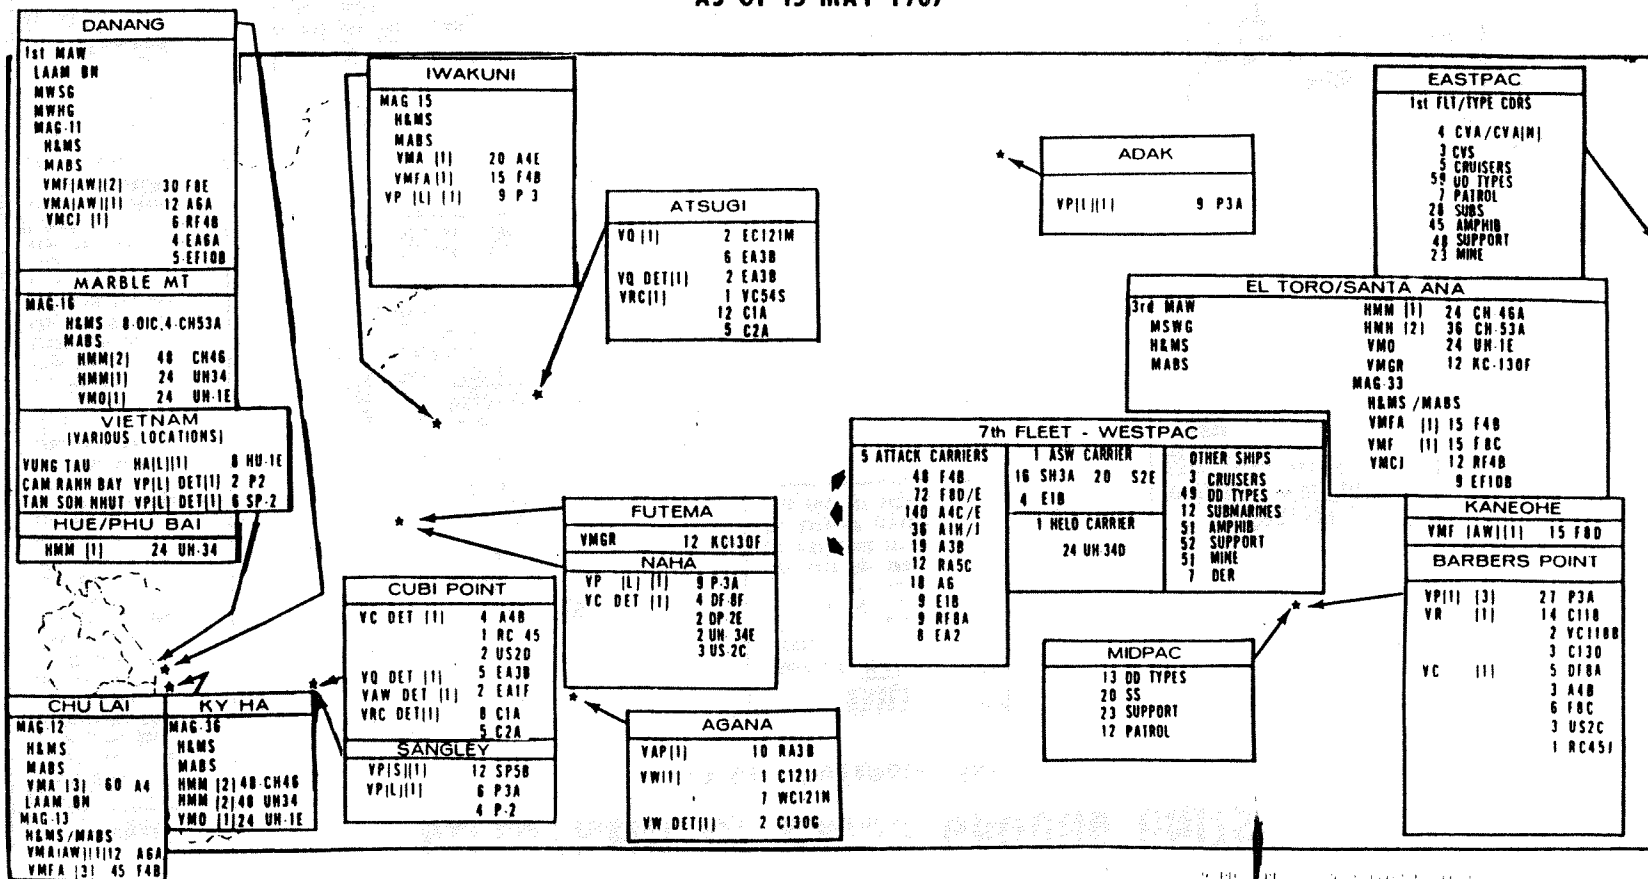 AS OF 15 MAY 1967
DANANG
1st MAW
LAAM BN
MWSG
MWHG
MAG-11
H&MS
MABS
VMF(AW)(2) 30 F8E
VMA(AW)(1) 12 A6A
VMCJ (1) 6 RF4B
4 EA6A
5 EF10B
MARBLE MT
MAG-16
H&MS 8-O1C, 4-CH53A
MABS
HMM(2) 48 CH46
HMM(1) 24 UH34
VMO(1) 24 UH-1E
VIETNAM
(VARIOUS LOCATIONS)
VUNG TAU HA(L)(1) 8 HU-1E
CAM RANH BAY VP(L) DET(1) 2 P2
TAN SON NHUT VP(L) DET(1) 6 SP-2
HUE/PHU BAI
HMM (1) 24 UH-34
CHU LAI
MAG-12
H&MS
MABS
VMA (3) 60 A4
LAAM BN
MAG-13
H&MS/MABS
VMA(AW)(1)12 A6A
VMFA (3) 45 F4B
KY HA
MAG-36
H&MS
MABS
HMM (2) 48-CH46
HMM (2) 48 UH34
VMO (1) 24 UH-1E
IWAKUNI
MAG 15
H&MS
MABS
VMA (1) 20 A4E
VMFA(1) 15 F4B
VP (L) (1) 9 P-3
ATSUGI
VQ (1) 2 EC121M
6 EA3B
VQ DET(1) 2 EA3B
VRC(1) 1 VC54S
12 C1A
5 C2A
CUBI POINT
VC DET (1) 4 A4B
1 RC 45
2 US2D
VQ DET (1) 5 EA3B
VAW DET (1) 2 EA1F
VRC DET(1) 8 C1A
5 C2A
SANGLEY
VP(S)(1) 12 SP5B
VP(L)(1) 6 P3A
4 P-2
FUTEMA
VMGR 12 KC130F
NAHA
VP (L) (1) 9 P-3A
VC DET (1) 4 DF-8F
2 DP-2E
2 UH-34E
3 US-2C
AGANA
VAP(1) 10 RA3B
VW(1) 1 C121J
7 WC121N
VW DET(1) 2 C130G
7th FLEET - WESTPAC
5 ATTACK CARRIERS
48 F4B
72 F8D/E
140 A4C/E
36 A1H/J
19 A3B
12 RA5C
18 A6
9 E1B
9 RF8A
8 EA2
1 ASW CARRIER
16 SH3A 20 S2E
4 E1B
1 HELO CARRIER
24 UH-34D
OTHER SHIPS
3 CRUISERS
49 DD TYPES
12 SUBMARINES
51 AMPHIB
52 SUPPORT
51 MINE
7 DER
ADAK
VP(L)(1) 9 P3A
MIDPAC
13 DD TYPES
20 SS
23 SUPPORT
12 PATROL
EASTPAC
1st FLT/TYPE CDRS
4 CVA/CVA(N)
3 CVS
5 CRUISERS
59 DD TYPES
7 PATROL
28 SUBS
45 AMPHIB
48 SUPPORT
23 MINE
EL TORO/SANTA ANA
3rd MAW
MSWG
H&MS
MABS
HMM (1) 24 CH-46A
HMH (2) 36 CH-53A
VMO 24 UH-1E
VMGR 12 KC-130F
MAG-33
H&MS/MABS
VMFA (1) 15 F4B
VMF (1) 15 F8C
VMCJ 12 RF4B
9 EF10B
KANEOHE
VMF (AW)(1) 15 F8D
BARBERS POINT
VP(1) (3) 27 P3A
VR (1) 14 C118
2 VC118B
3 C130
VC (1) 5 DF8A
3 A4B
6 F8C
3 US2C
1 RC45J